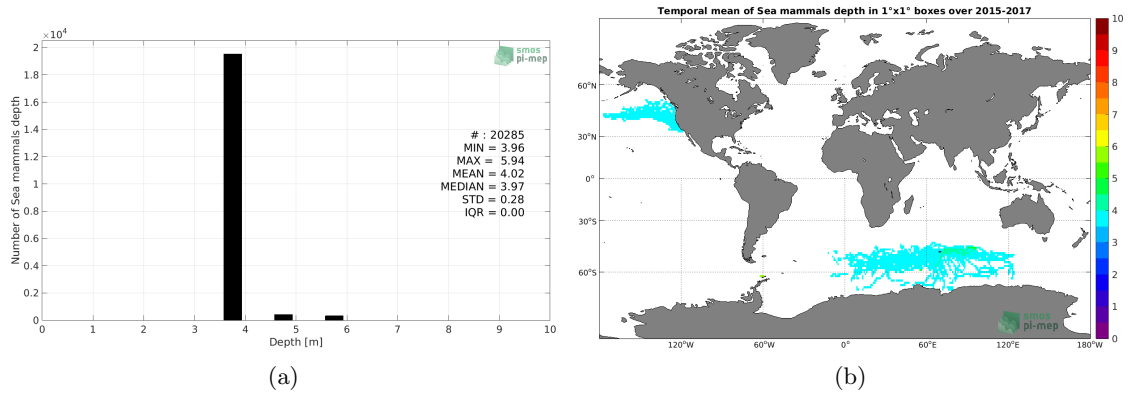 ×10⁴
2
1.8
1.6
1.4
1.2
1
0.8
0.6
0.4
0.2
0
Number of Sea mammals depth
smos
pi-mep
# : 20285
MIN = 3.96
MAX = 5.94
MEAN = 4.02
MEDIAN = 3.97
STD = 0.28
IQR = 0.00
0 1 2 3 4 5 6 7 8 9 10
Depth [m]
(a)
Temporal mean of Sea mammals depth in 1°x1° boxes over 2015-2017
60°N
30°N
0°
30°S
60°S
120°W 60°W 0° 60°E 120°E 180°W
smos
pi-mep
10
9
8
7
6
5
4
3
2
1
0
(b)